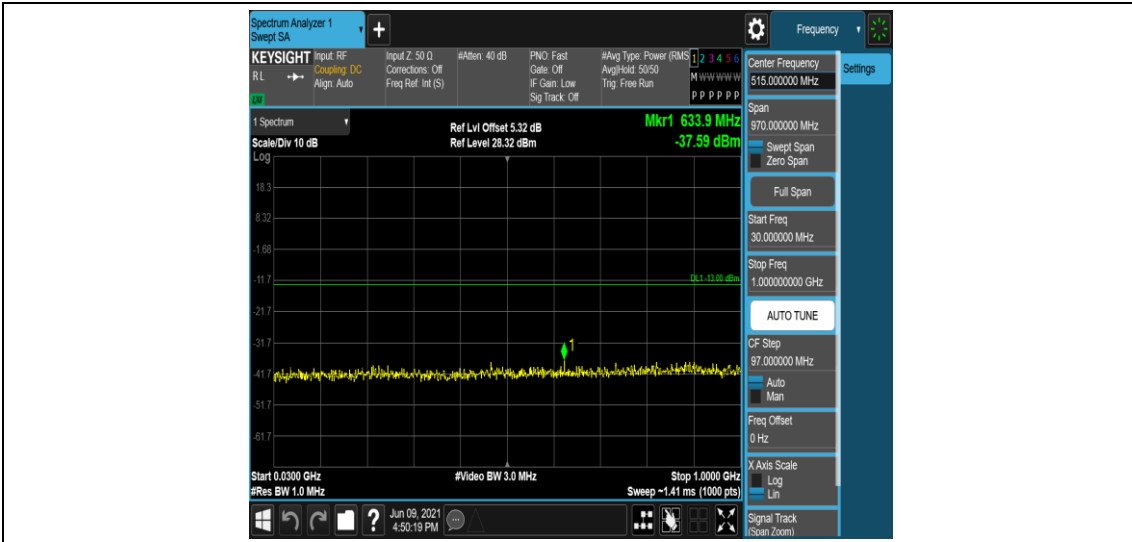 Spectrum Analyzer 1
Swept SA
+
Frequency
KEYSIGHT
RL
LXI
Input: RF
Coupling: DC
Align: Auto
Input Z: 50 Ω
Corrections: Off
Freq Ref: Int (S)
#Atten: 40 dB
PNO: Fast
Gate: Off
IF Gain: Low
Sig Track: Off
#Avg Type: Power (RMS
Avg|Hold: 50/50
Trig: Free Run
1 2 3 4 5 6
M W W W W W
P P P P P P
Center Frequency
515.000000 MHz
Settings
1 Spectrum
Ref Lvl Offset 5.32 dB
Mkr1 633.9 MHz
Scale/Div 10 dB
Ref Level 28.32 dBm
-37.59 dBm
Log
18.3
8.32
-1.68
-11.7
DL1 -13.00 dBm
-21.7
-31.7
1
-41.7
-51.7
-61.7
Start 0.0300 GHz
#Video BW 3.0 MHz
Stop 1.0000 GHz
#Res BW 1.0 MHz
Sweep ~1.41 ms (1000 pts)
Span
970.000000 MHz
Swept Span
Zero Span
Full Span
Start Freq
30.000000 MHz
Stop Freq
1.000000000 GHz
AUTO TUNE
CF Step
97.000000 MHz
Auto
Man
Freq Offset
0 Hz
X Axis Scale
Log
Lin
Signal Track
(Span Zoom)
?
Jun 09, 2021
4:50:19 PM